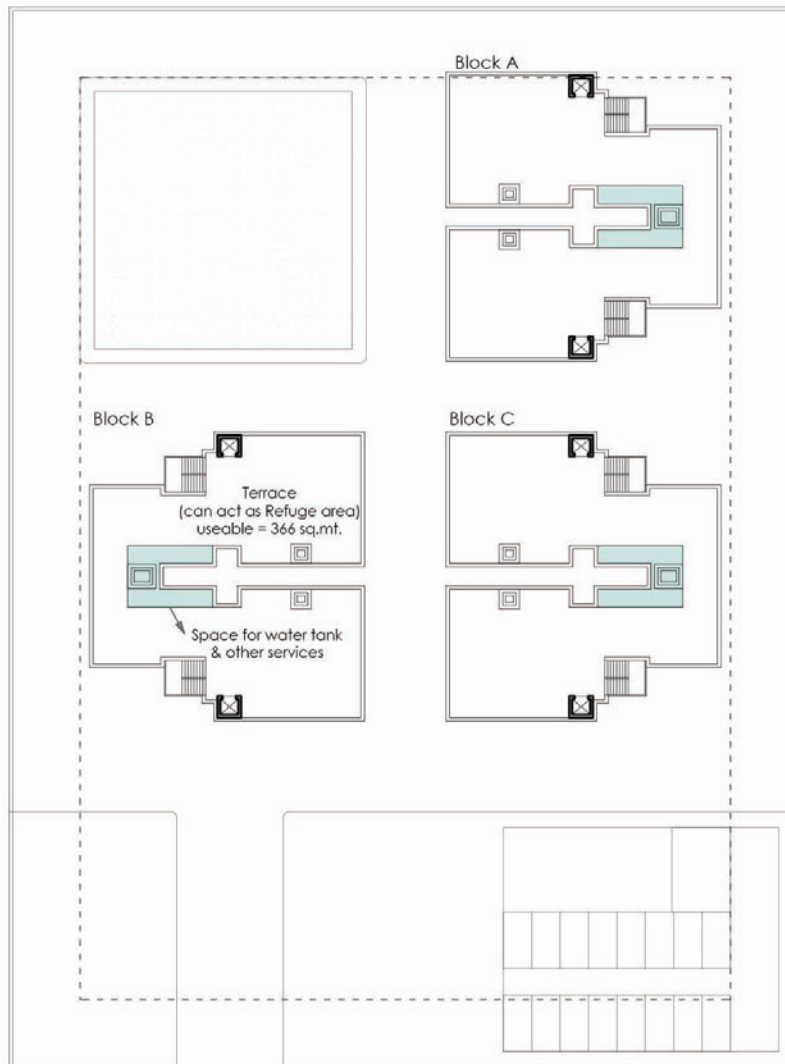 Block A
Block B
Block C
Terrace
(can act as Refuge area)
useable = 366 sq.mt.
Space for water tank
& other services